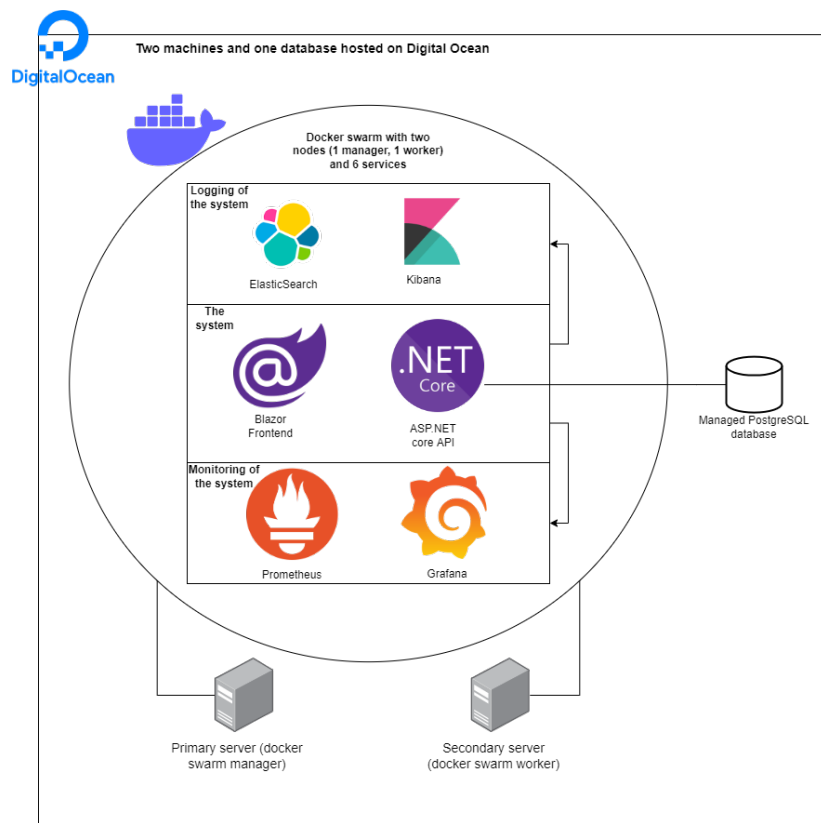 DigitalOcean
Two machines and one database hosted on Digital Ocean
Docker swarm with two
nodes (1 manager, 1 worker)
and 6 services
Logging of
the system
ElasticSearch
Kibana
The
system
@
.NET
Core
Blazor
Frontend
ASP.NET
core API
Managed PostgreSQL
database
Monitoring of
the system
Prometheus
Grafana
Primary server (docker
swarm manager)
Secondary server
(docker swarm worker)